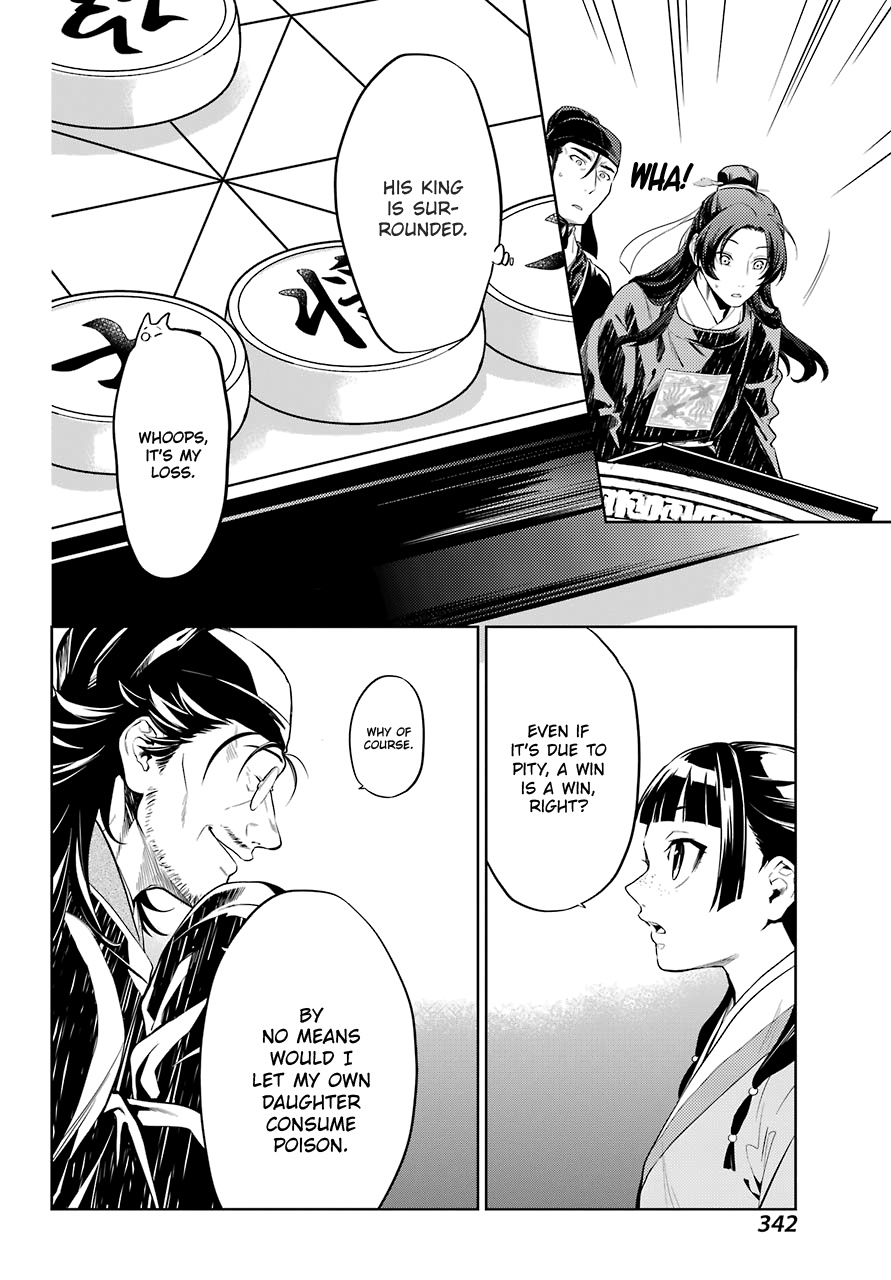 WHA!
HIS KING
IS SUR-
ROUNDED.
將
WHOOPS,
IT'S MY
LOSS.
EVEN IF
IT'S DUE TO
PITY, A WIN
IS A WIN,
RIGHT?
WHY OF
COURSE.
BY
NO MEANS
WOULD I
LET MY OWN
DAUGHTER
CONSUME
POISON.
342